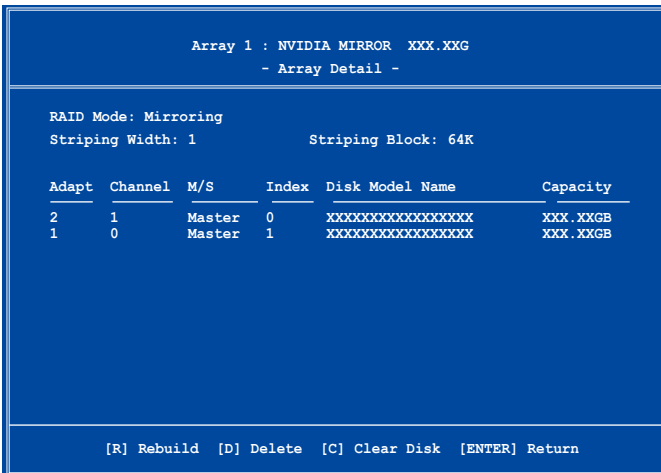 Array 1 : NVIDIA MIRROR XXX.XXG
- Array Detail -
RAID Mode: Mirroring
Striping Width: 1 Striping Block: 64K
Adapt Channel M/S Index Disk Model Name Capacity
2 1 Master 0 XXXXXXXXXXXXXXXXX XXX.XXGB
1 0 Master 1 XXXXXXXXXXXXXXXXX XXX.XXGB
[R] Rebuild [D] Delete [C] Clear Disk [ENTER] Return